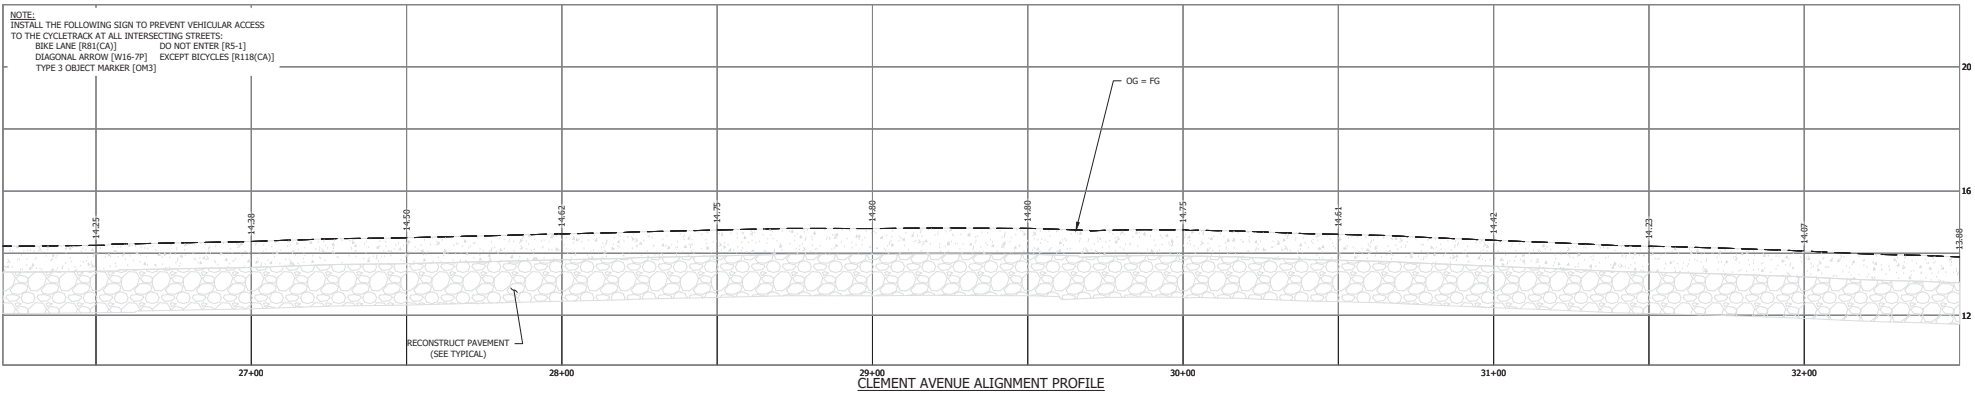 NOTE:
INSTALL THE FOLLOWING SIGN TO PREVENT VEHICULAR ACCESS
TO THE CYCLETRACK AT ALL INTERSECTING STREETS:
BIKE LANE [R81(CA)] DO NOT ENTER [R5-1]
DIAGONAL ARROW [W16-7P] EXCEPT BICYCLES [R118(CA)]
TYPE 3 OBJECT MARKER [OM3]
20
OG = FG
16
14.25
14.38
14.50
14.62
14.75
14.80
14.80
14.75
14.61
14.42
14.23
14.07
13.88
12
RECONSTRUCT PAVEMENT
(SEE TYPICAL)
27+00
28+00
29+00
30+00
31+00
32+00
CLEMENT AVENUE ALIGNMENT PROFILE